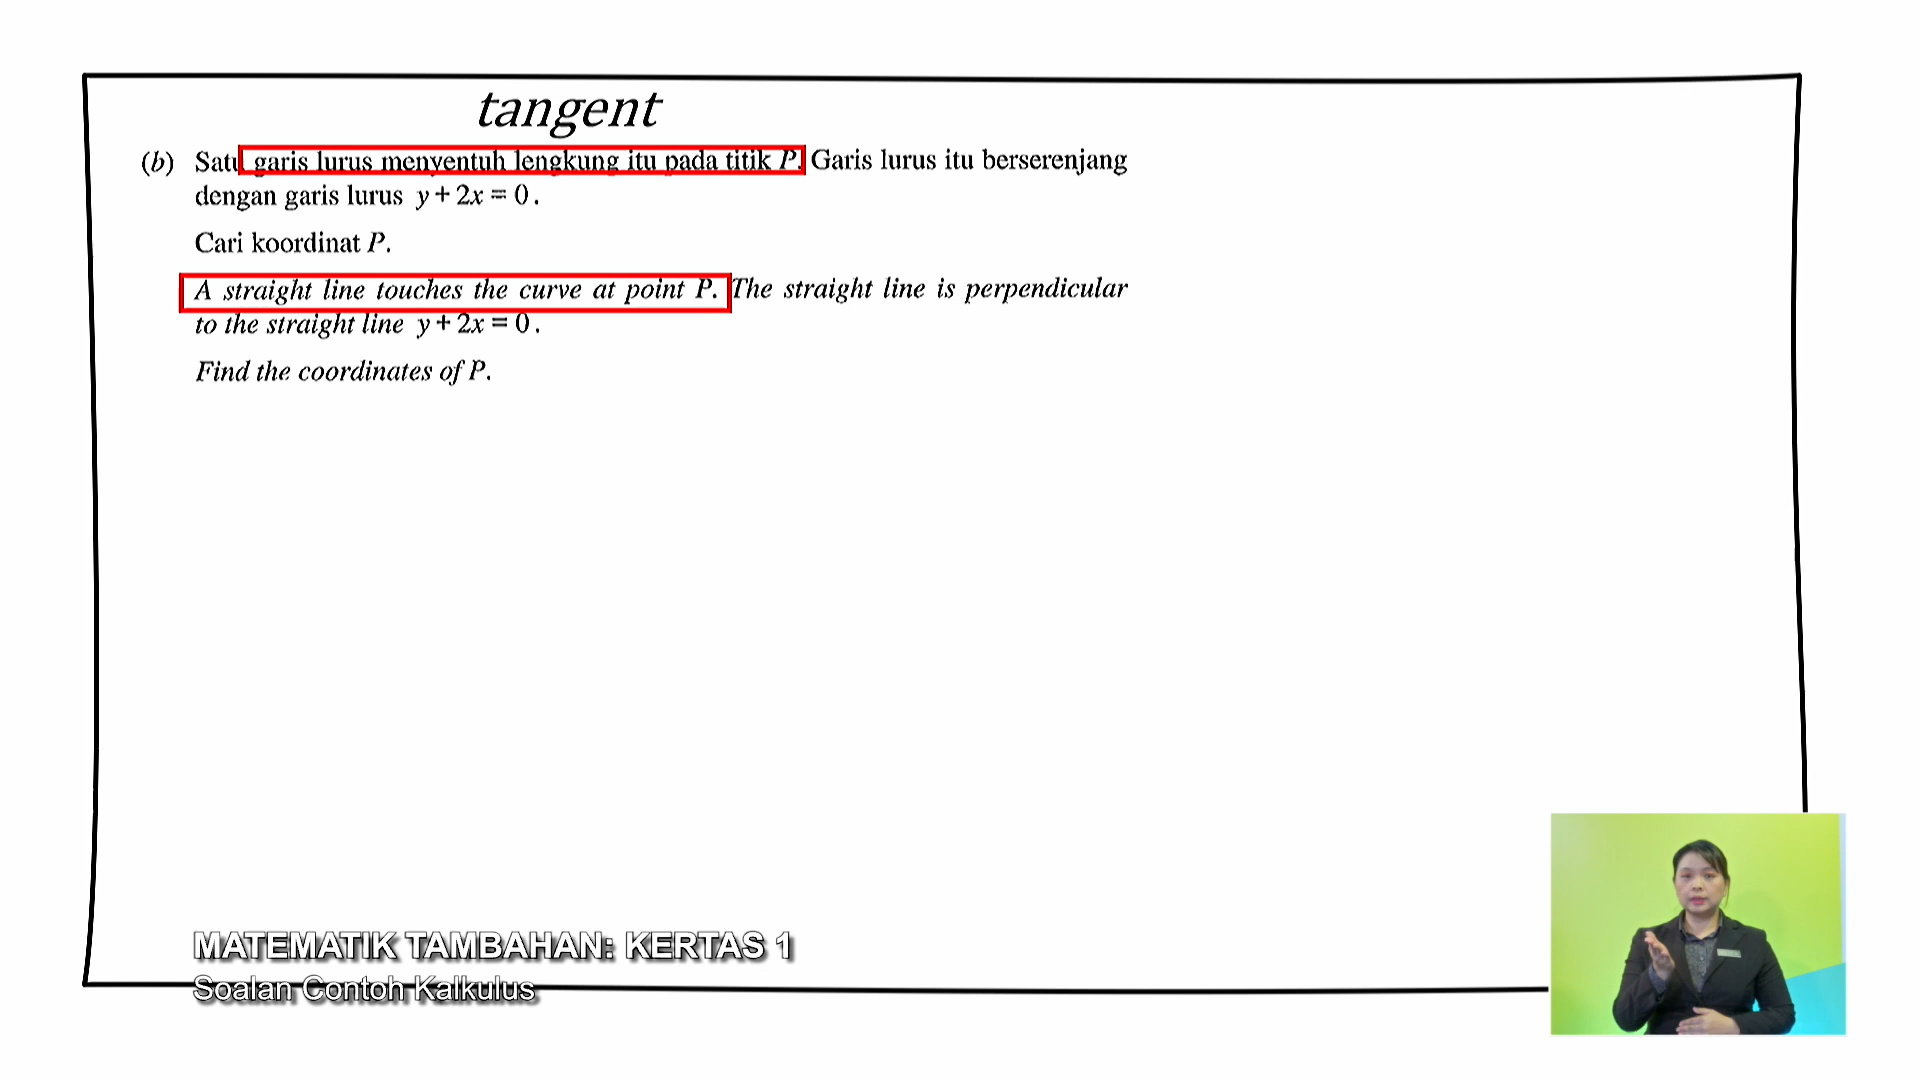 tangent
(b) Satu garis lurus menyentuh lengkung itu pada titik P. Garis lurus itu berserenjang
dengan garis lurus y + 2x = 0.
Cari koordinat P.
A straight line touches the curve at point P. The straight line is perpendicular
to the straight line y + 2x = 0.
Find the coordinates of P.
MATEMATIK TAMBAHAN: KERTAS 1
Soalan Contoh Kalkulus